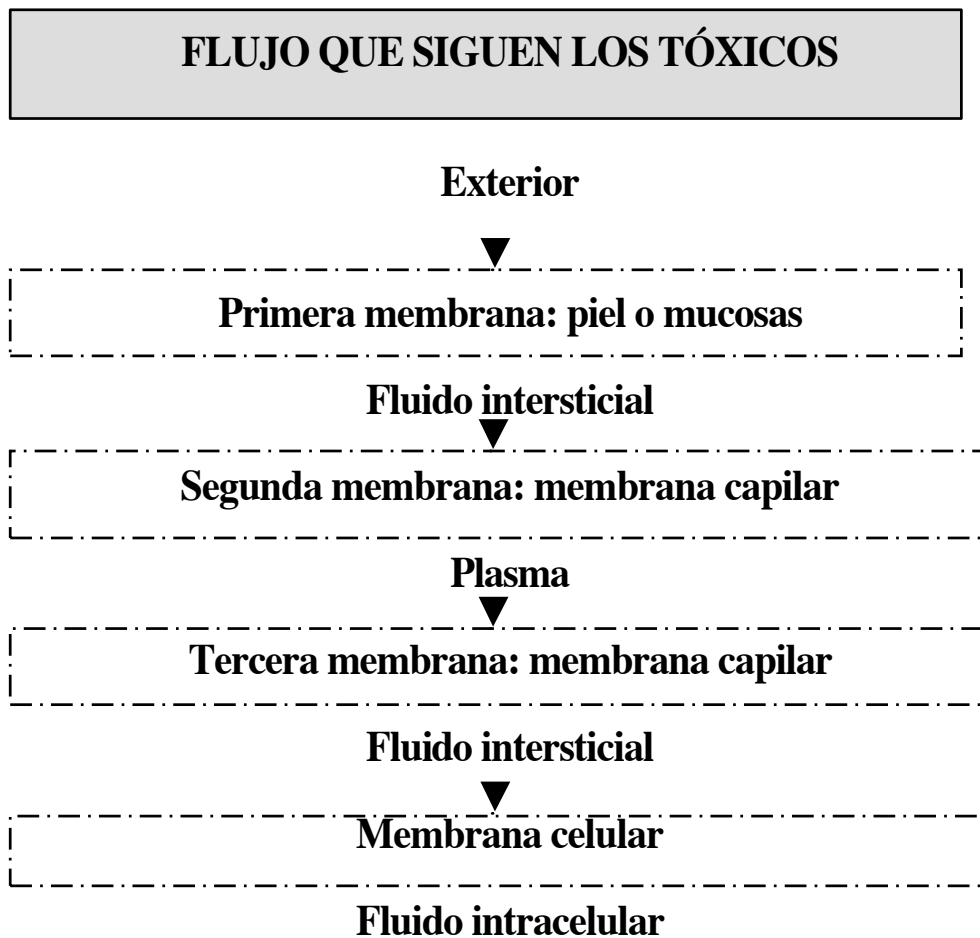 FLUJO QUE SIGUEN LOS TÓXICOS
Exterior
Primera membrana: piel o mucosas
Fluido intersticial
Segunda membrana: membrana capilar
Plasma
Tercera membrana: membrana capilar
Fluido intersticial
Membrana celular
Fluido intracelular